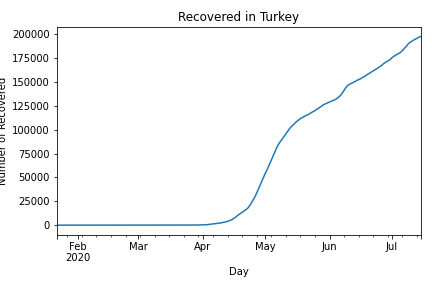 Recovered in Turkey
Number of Recovered
200000
175000
150000
125000
100000
75000
50000
25000
0
Feb Mar Apr May Jun Jul
2020
Day